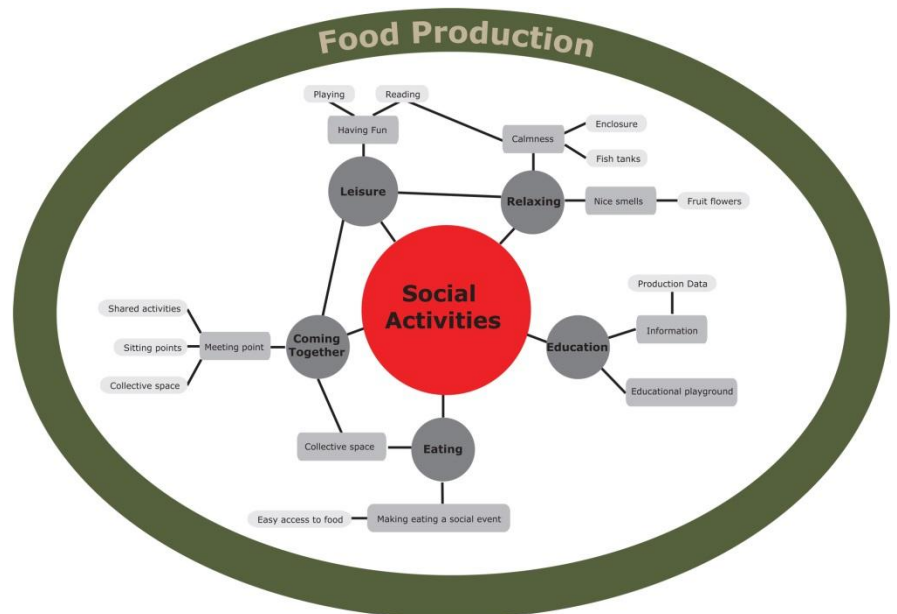 Food Production
Playing
Reading
Having Fun
Enclosure
Calmness
Fish tanks
Leisure
Relaxing
Nice smells
Fruit flowers
Social
Activities
Production Data
Information
Shared activities
Sitting points
Meeting point
Coming
Together
Education
Collective space
Educational playground
Collective space
Eating
Easy access to food
Making eating a social event